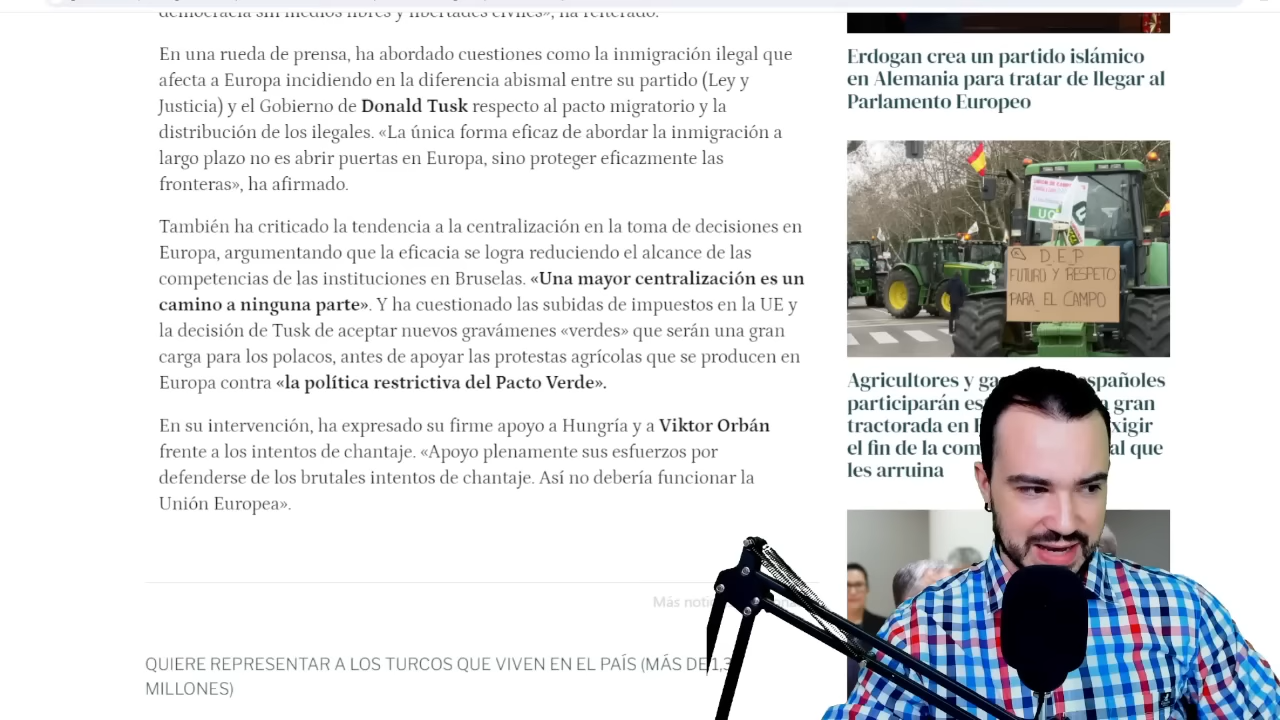 democracia sin medios libres y libertades civiles», ha reiterado.
En una rueda de prensa, ha abordado cuestiones como la inmigración ilegal que
afecta a Europa incidiendo en la diferencia abismal entre su partido (Ley y
Justicia) y el Gobierno de Donald Tusk respecto al pacto migratorio y la
distribución de los ilegales. «La única forma eficaz de abordar la inmigración a
largo plazo no es abrir puertas en Europa, sino proteger eficazmente las
fronteras», ha afirmado.
También ha criticado la tendencia a la centralización en la toma de decisiones en
Europa, argumentando que la eficacia se logra reduciendo el alcance de las
competencias de las instituciones en Bruselas. «Una mayor centralización es un
camino a ninguna parte». Y ha cuestionado las subidas de impuestos en la UE y
la decisión de Tusk de aceptar nuevos gravámenes «verdes» que serán una gran
carga para los polacos, antes de apoyar las protestas agrícolas que se producen en
Europa contra «la política restrictiva del Pacto Verde».
En su intervención, ha expresado su firme apoyo a Hungría y a Viktor Orbán
frente a los intentos de chantaje. «Apoyo plenamente sus esfuerzos por
defenderse de los brutales intentos de chantaje. Así no debería funcionar la
Unión Europea».
Más
QUIERE REPRESENTAR A LOS TURCOS QUE VIVEN EN EL PAÍS (MÁS DE 1,3
MILLONES)
Erdogan crea un partido islámico
en Alemania para tratar de llegar al
Parlamento Europeo
D.E.P
FUTURO Y RESPETO
PARA EL CAMPO
Agricultores y españoles
participarán gran
tractorada en
el fin de la que
les arruina